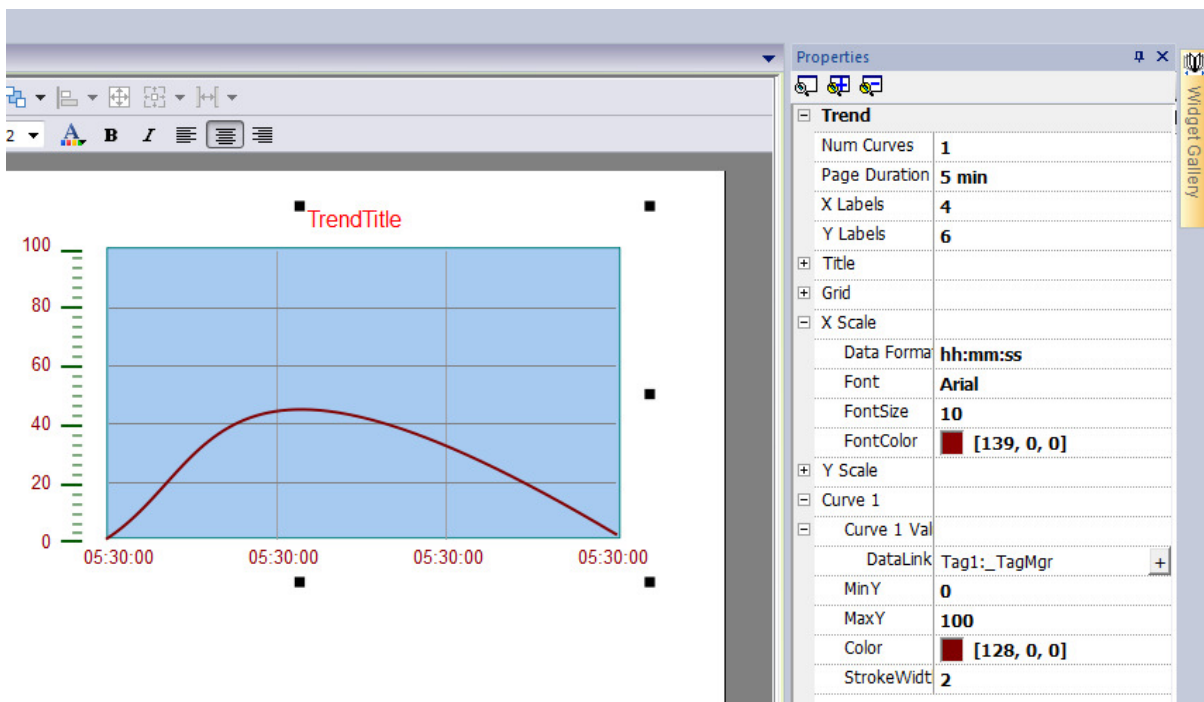 Properties
Widget Gallery
2
A B I
TrendTitle
100
80
60
40
20
0
05:30:00 05:30:00 05:30:00 05:30:00
Trend
Num Curves 1
Page Duration 5 min
X Labels 4
Y Labels 6
Title
Grid
X Scale
Data Forma hh:mm:ss
Font Arial
FontSize 10
FontColor [139, 0, 0]
Y Scale
Curve 1
Curve 1 Val
DataLink Tag1:_TagMgr +
MinY 0
MaxY 100
Color [128, 0, 0]
StrokeWidt 2